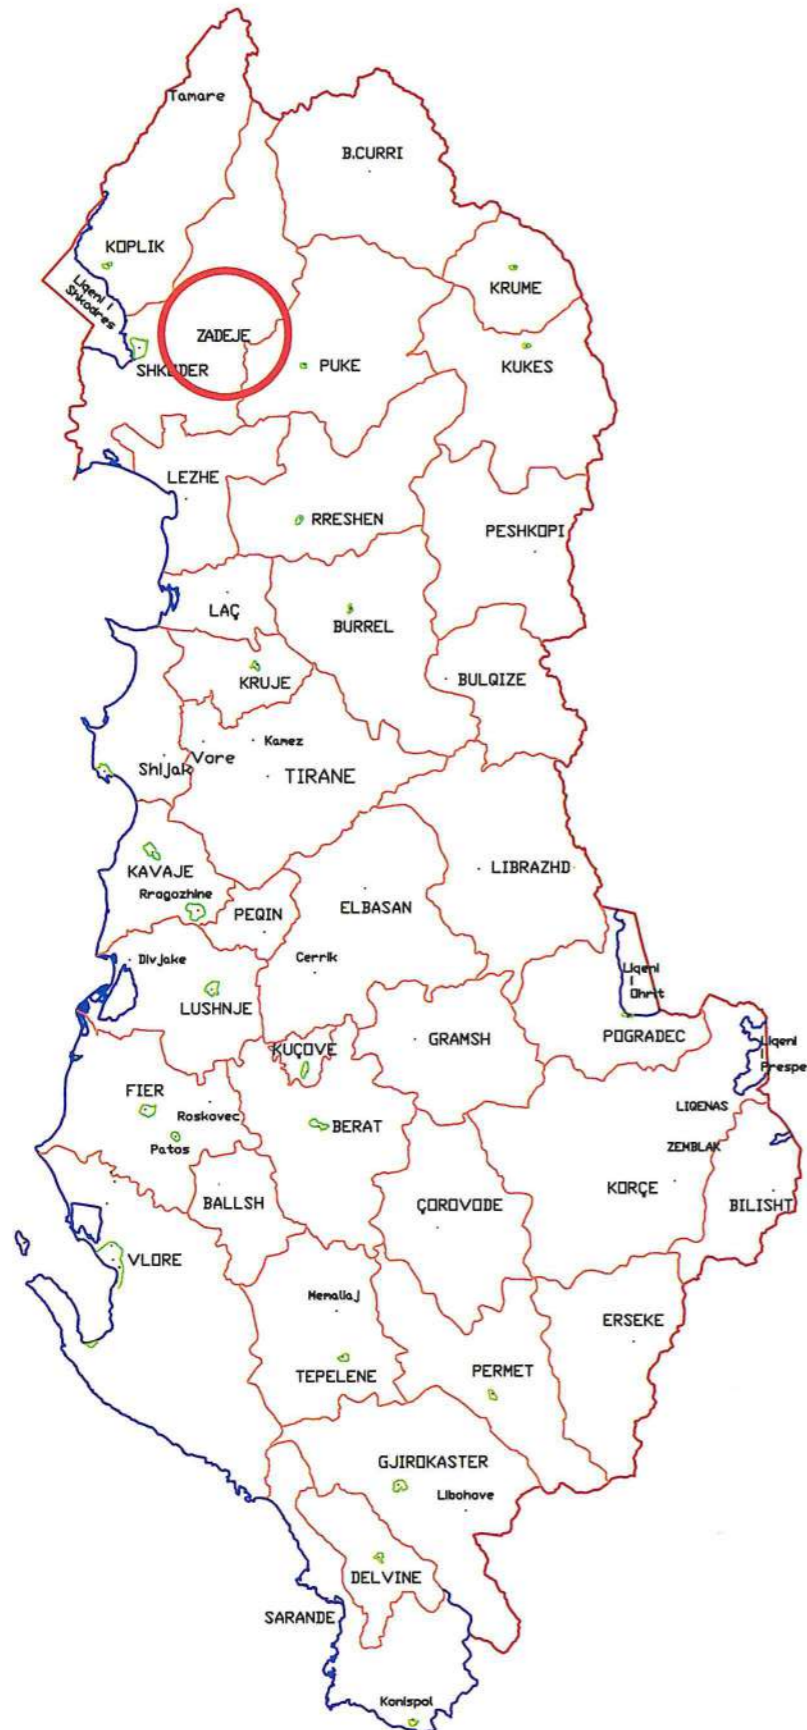 Tamare
B.CURRI
KOPLIK
KRUME
Liqeni I
Shkodres
ZADEJE
SHKODER
PUKE
KUKES
LEZHE
RRESHEN
PESHKOPI
LAÇ
BURREL
KRUJE
BULQIZE
Kamez
Vore
Shijak
TIRANE
LIBRAZHD
KAVAJE
Rrogozhine
ELBASAN
PEQIN
Divjake
Cerrik
Liqeni
I
Ohrit
LUSHNJE
POGRADEC
GRAMSH
KUÇOVE
Liqeni
I
Prespe
FIER
Roskovec
LIQENAS
BERAT
Patos
ZEMBLAK
KORÇE
BALLSH
ÇOROVODE
BILISHT
VLORE
Memaliaj
ERSEKE
TEPELENE
PERMET
GJIROKASTER
Libohove
DELVINE
SARANDE
Konispol